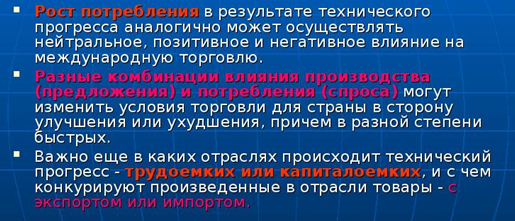 Рост потребления в результате технического
прогресса аналогично может осуществлять
нейтральное, позитивное и негативное влияние на
международную торговлю.
Разные комбинации влияния производства
(предложения) и потребления (спроса) могут
изменить условия торговли для страны в сторону
улучшения или ухудшения, причем в разной степени
быстрых.
Важно еще в каких отраслях происходит технический
прогресс - трудоемких или капиталоемких, и с чем
конкурируют произведенные в отрасли товары - с
экспортом или импортом.